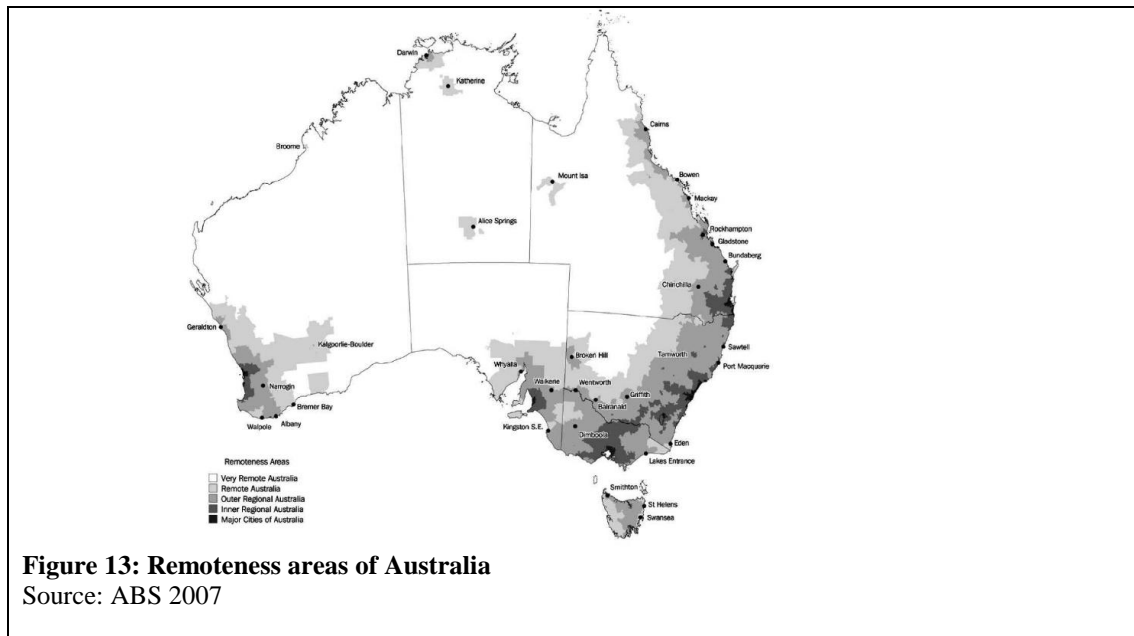 Darwin
Katherine
Broome
Cairns
Mount Isa
Bowen
Mackay
Alice Springs
Rockhampton
Gladstone
Bundaberg
Chinchilla
Geraldton
Kalgoorlie-Boulder
Broken Hill
Tamworth
Sawtell
Port Macquarie
Whyalla
Narrogin
Waikerie
Wentworth
Griffith
Bremer Bay
Balranald
Walpole
Albany
Kingston S.E.
Dimboola
Eden
Lakes Entrance
Remoteness Areas
Very Remote Australia
Remote Australia
Outer Regional Australia
Inner Regional Australia
Major Cities of Australia
Smithton
St Helens
Swansea
Figure 13: Remoteness areas of Australia
Source: ABS 2007